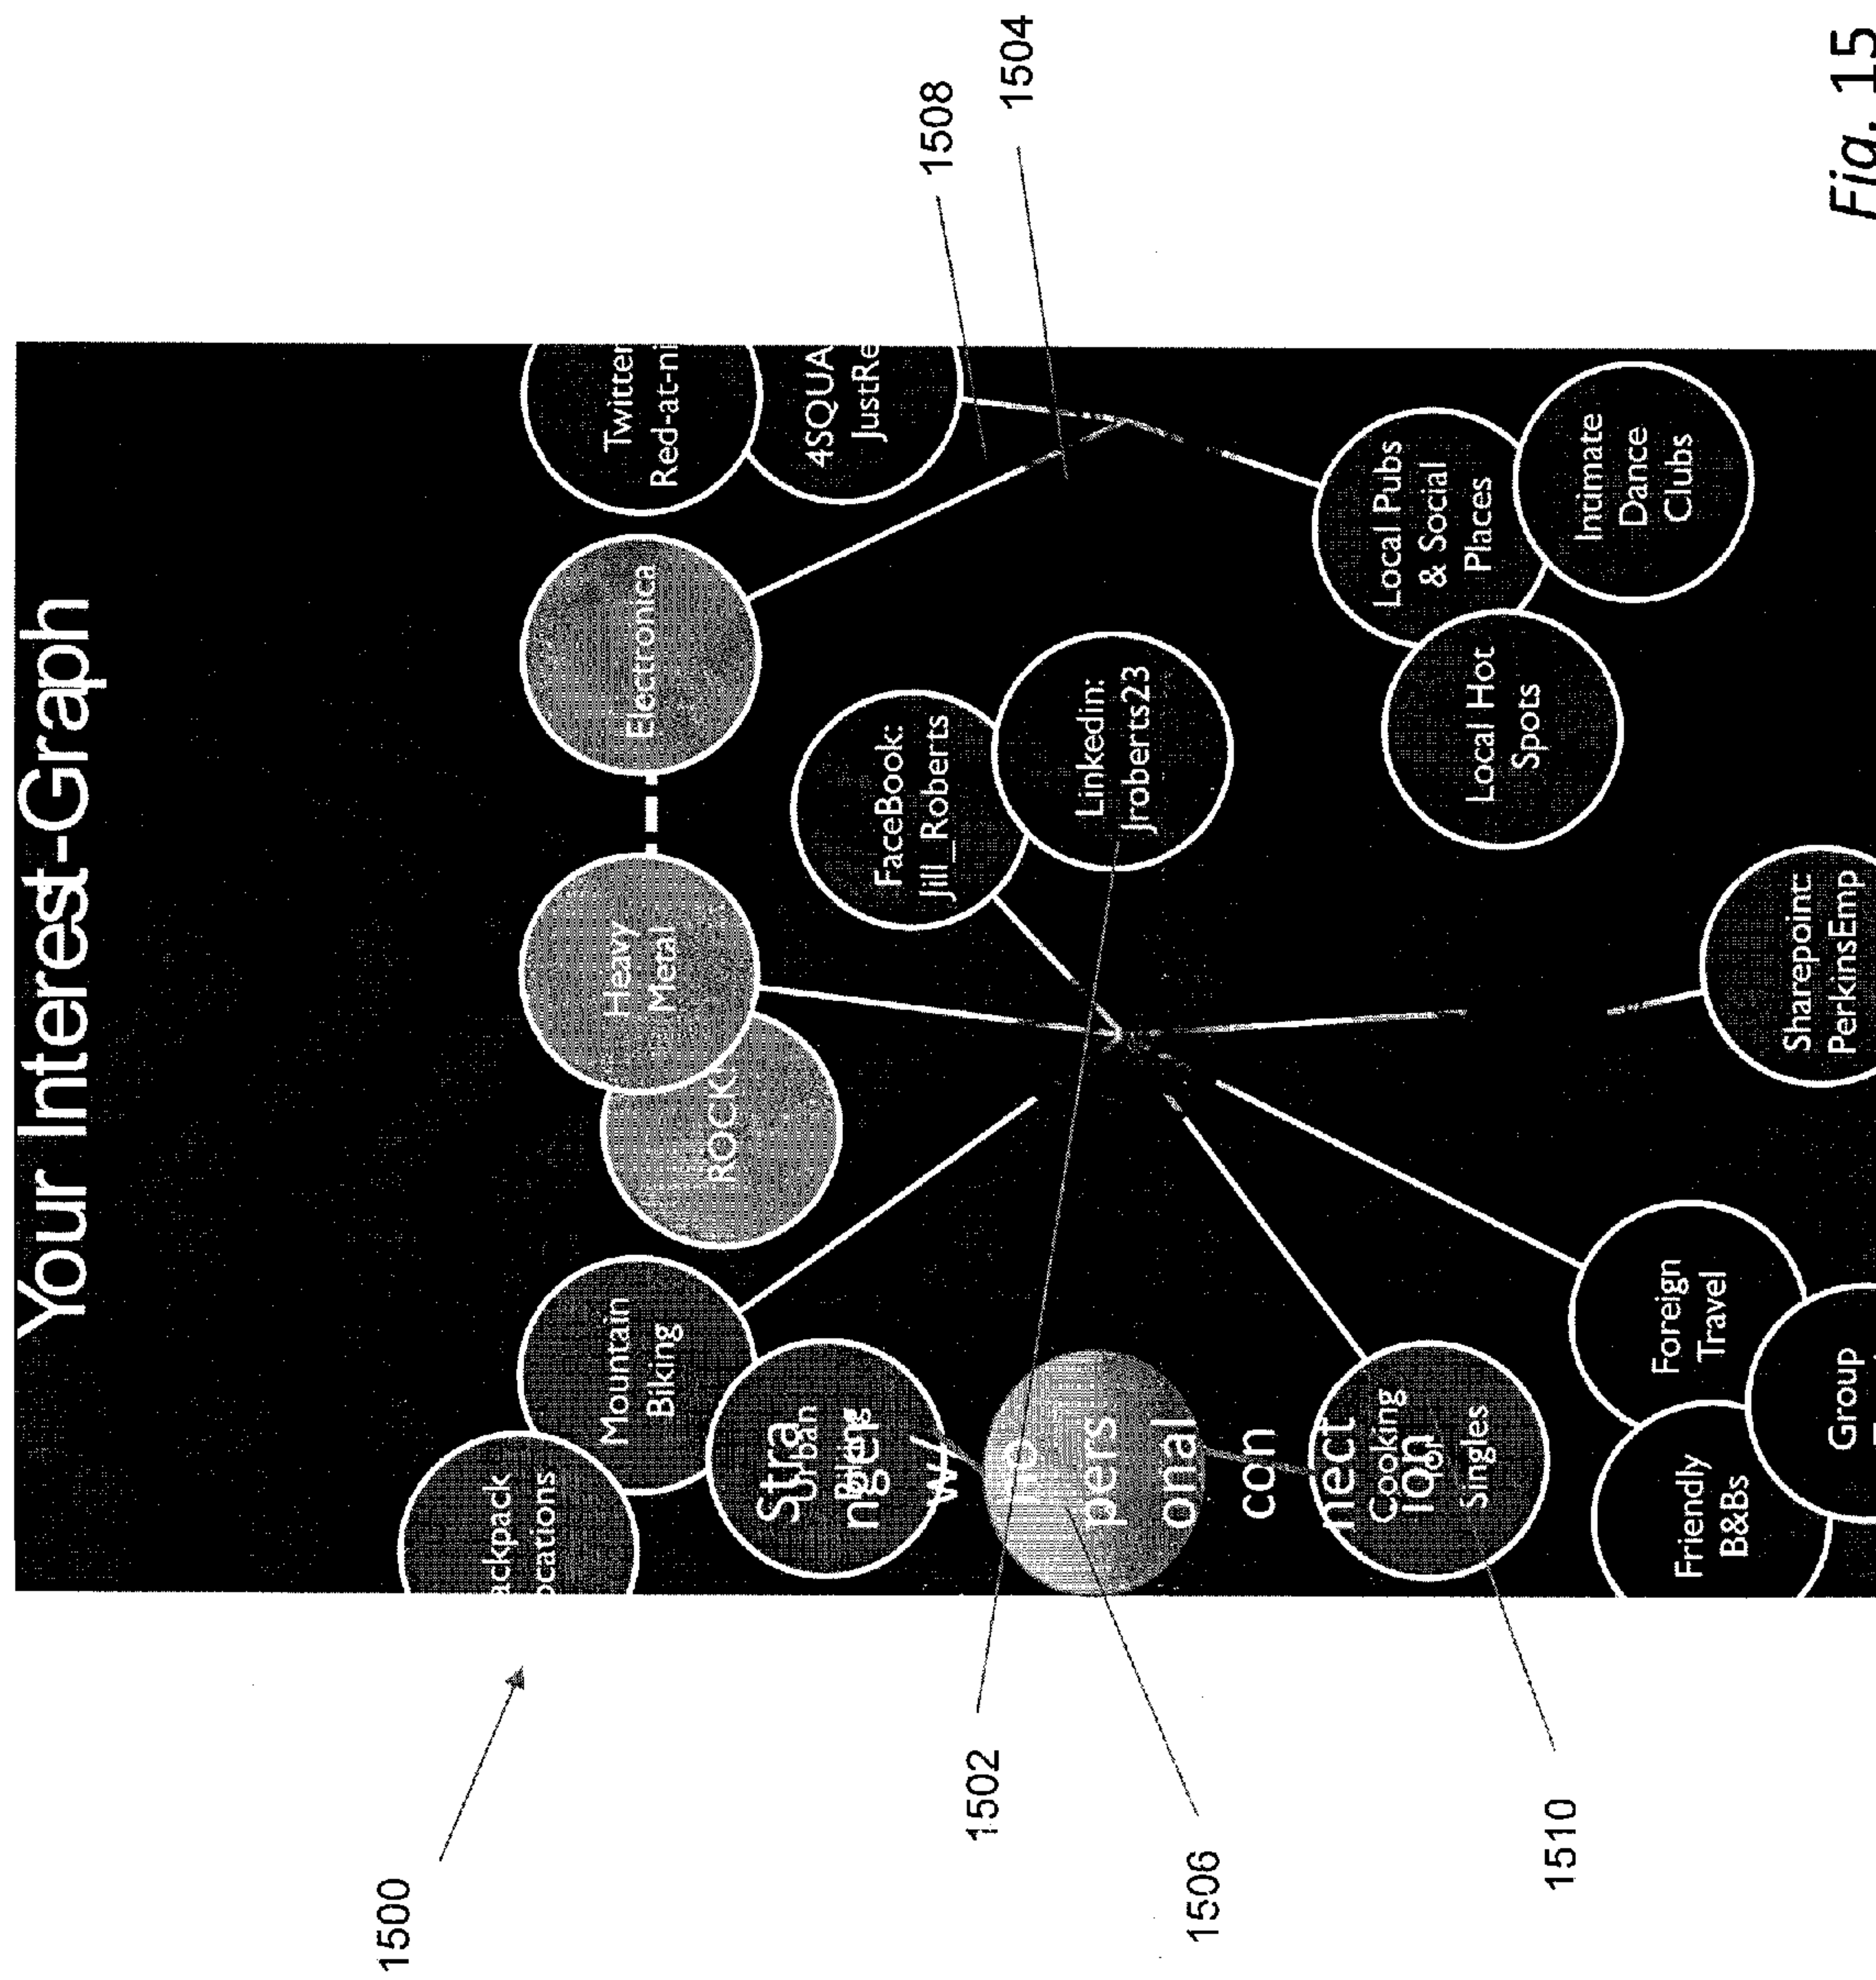 Your Interest-Graph
ackpack
ocations
Mountain
Biking
ROCK
Heavy
Metal
Electronica
Twitter
Red-at-ni
4SQUA
JustRe
FaceBook:
Jill_Roberts
Linkedin:
Jroberts23
Stra
nger
Urban
w/
no
pers
onal
con
nect
ion
Cooking
for
Singles
Local Pubs
& Social
Places
Local Hot
Spots
Intimate
Dance
Clubs
Sharepoint:
PerkinsEmp
Foreign
Travel
Friendly
B&Bs
Group
1500
1502
1506
1510
1508
1504
Fig. 15